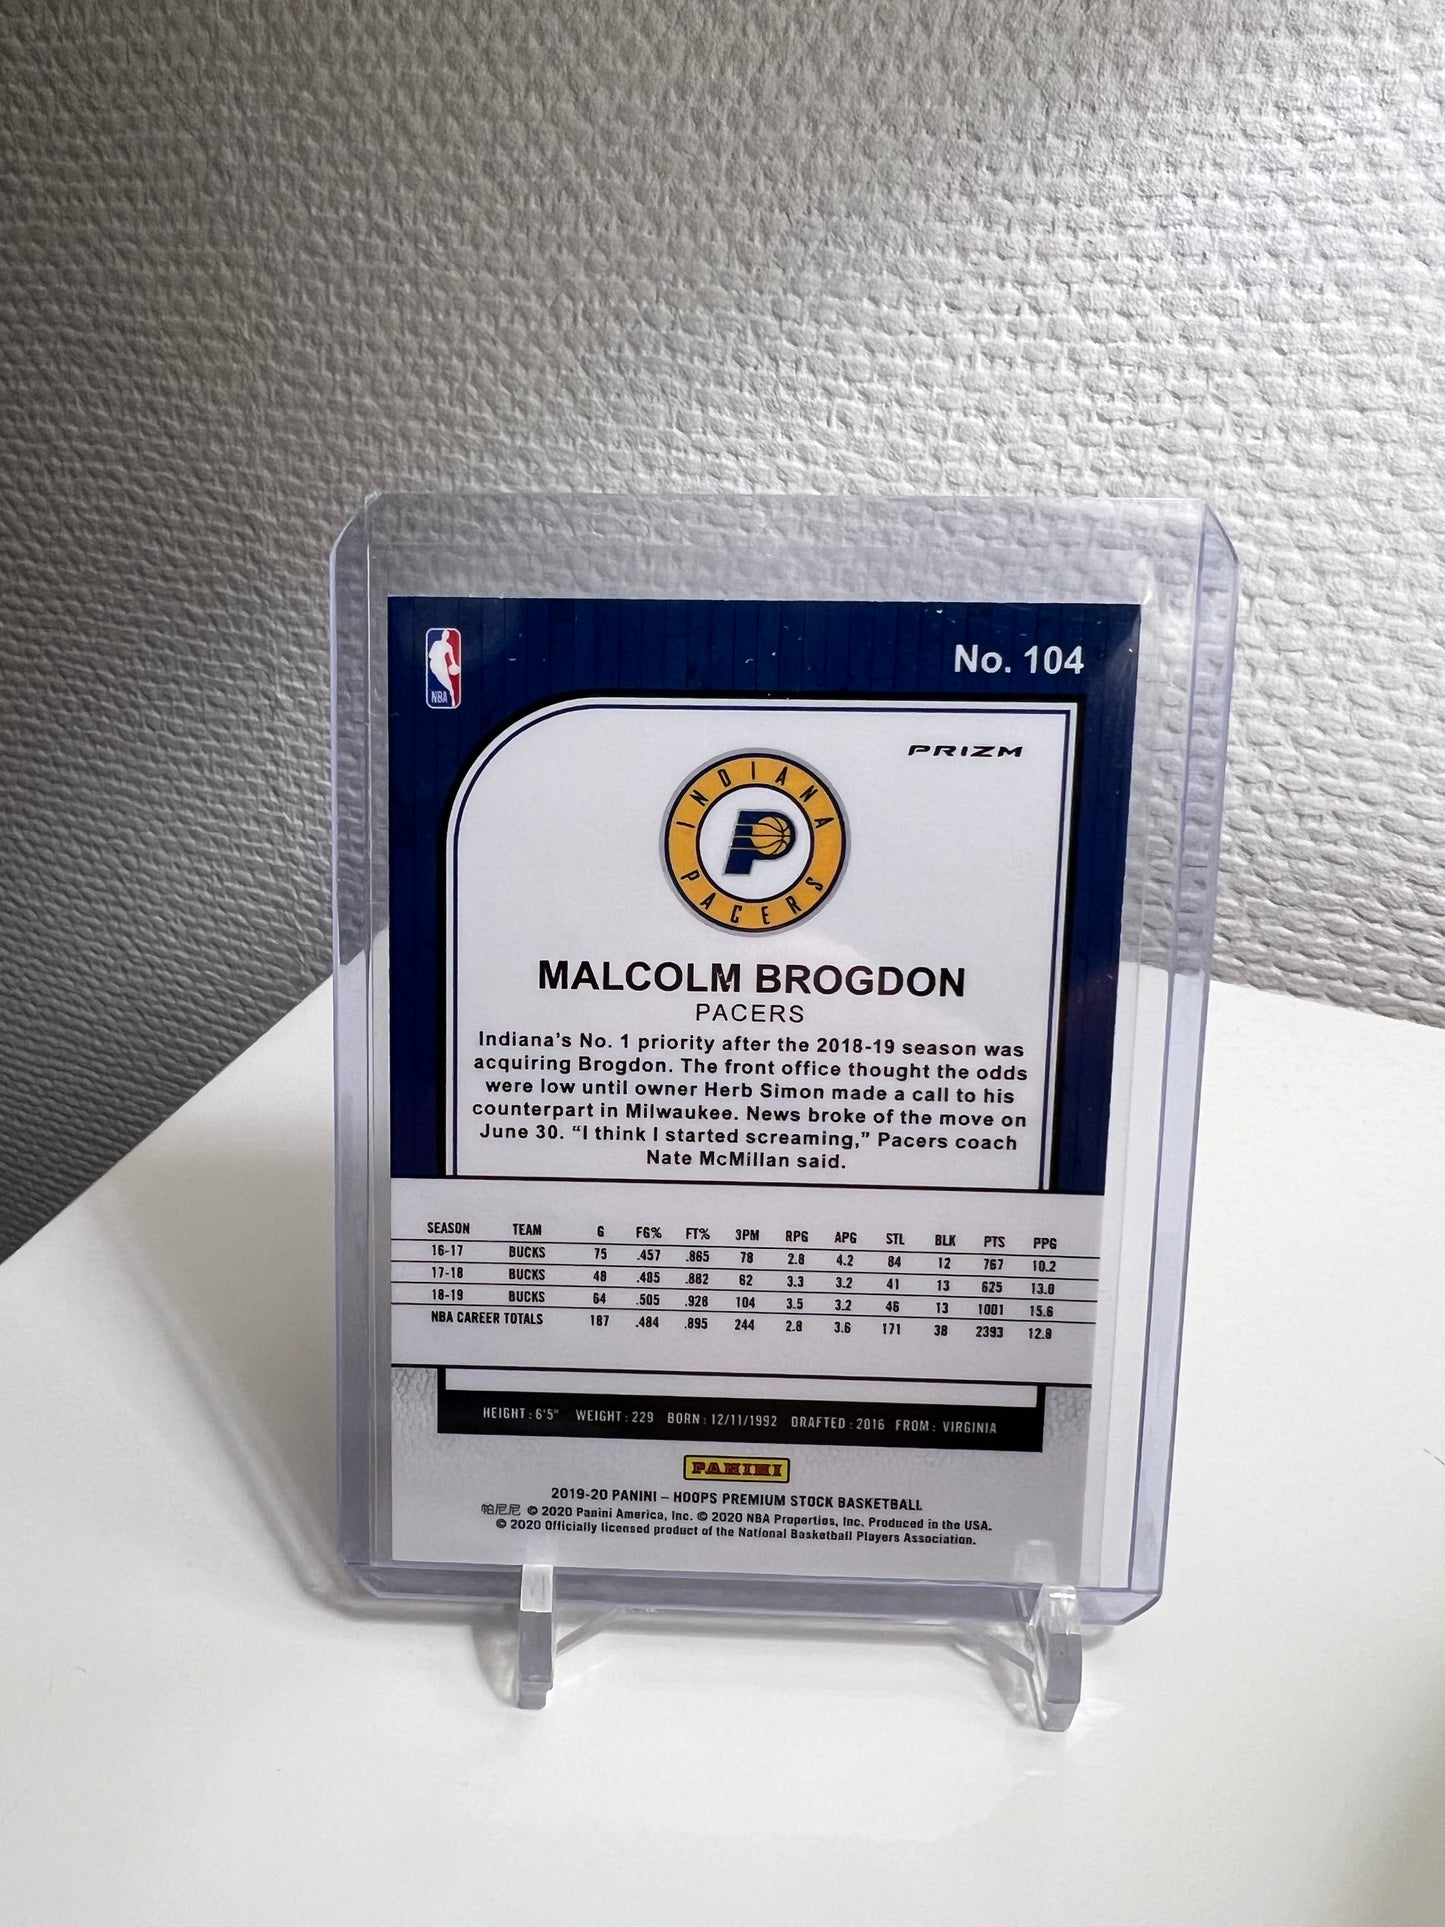 NBA
No. 104
PRIZM
INDIANA
PACERS
MALCOLM BROGDON
PACERS
Indiana's No. 1 priority after the 2018-19 season was
acquiring Brogdon. The front office thought the odds
were low until owner Herb Simon made a call to his
counterpart in Milwaukee. News broke of the move on
June 30. “I think I started screaming,” Pacers coach
Nate McMillan said.
SEASON TEAM G FG% FT% 3PM RPG APG STL BLK PTS PPG
16-17 BUCKS 75 .457 .865 78 2.8 4.2 84 12 767 10.2
17-18 BUCKS 48 .485 .882 62 3.3 3.2 41 13 625 13.0
18-19 BUCKS 64 .505 .928 104 3.5 3.2 46 13 1001 15.6
NBA CAREER TOTALS 187 .484 .895 244 2.8 3.6 171 38 2393 12.8
HEIGHT: 6'5" WEIGHT: 229 BORN: 12/11/1992 DRAFTED: 2016 FROM: VIRGINIA
PANINI
2019-20 PANINI – HOOPS PREMIUM STOCK BASKETBALL
帕尼尼 © 2020 Panini America, Inc. © 2020 NBA Properties, Inc. Produced in the USA.
© 2020 Officially licensed product of the National Basketball Players Association.